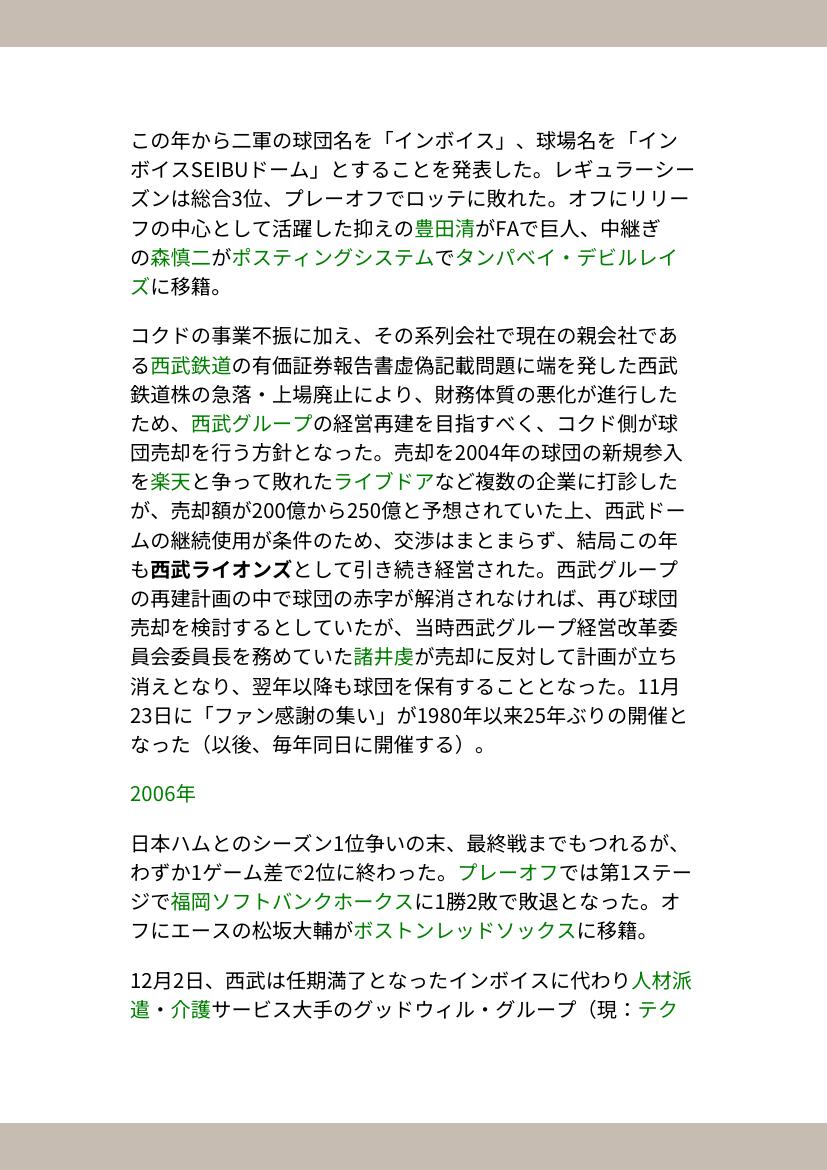 この年から二軍の球団名を「インボイス」、球場名を「イン
ボイスSEIBUドーム」とすることを発表した。レギュラーシー
ズンは総合3位、プレーオフでロッテに敗れた。オフにリリー
フの中心として活躍した抑えの豊田清がFAで巨人、中継ぎ
の森慎二がポスティングシステムでタンパベイ・デビルレイ
ズに移籍。
コクドの事業不振に加え、その系列会社で現在の親会社であ
る西武鉄道の有価証券報告書虚偽記載問題に端を発した西武
鉄道株の急落・上場廃止により、財務体質の悪化が進行した
ため、西武グループの経営再建を目指すべく、コクド側が球
団売却を行う方針となった。売却を2004年の球団の新規参入
を楽天と争って敗れたライブドアなど複数の企業に打診した
が、売却額が200億から250億と予想されていた上、西武ドー
ムの継続使用が条件のため、交渉はまとまらず、結局この年
も西武ライオンズとして引き続き経営された。西武グループ
の再建計画の中で球団の赤字が解消されなければ、再び球団
売却を検討するとしていたが、当時西武グループ経営改革委
員会委員長を務めていた諸井虔が売却に反対して計画が立ち
消えとなり、翌年以降も球団を保有することとなった。11月
23日に「ファン感謝の集い」が1980年以来25年ぶりの開催と
なった（以後、毎年同日に開催する）。
2006年
日本ハムとのシーズン1位争いの末、最終戦までもつれるが、
わずか1ゲーム差で2位に終わった。プレーオフでは第1ステー
ジで福岡ソフトバンクホークスに1勝2敗で敗退となった。オ
フにエースの松坂大輔がボストンレッドソックスに移籍。
12月2日、西武は任期満了となったインボイスに代わり人材派
遣・介護サービス大手のグッドウィル・グループ（現：テク